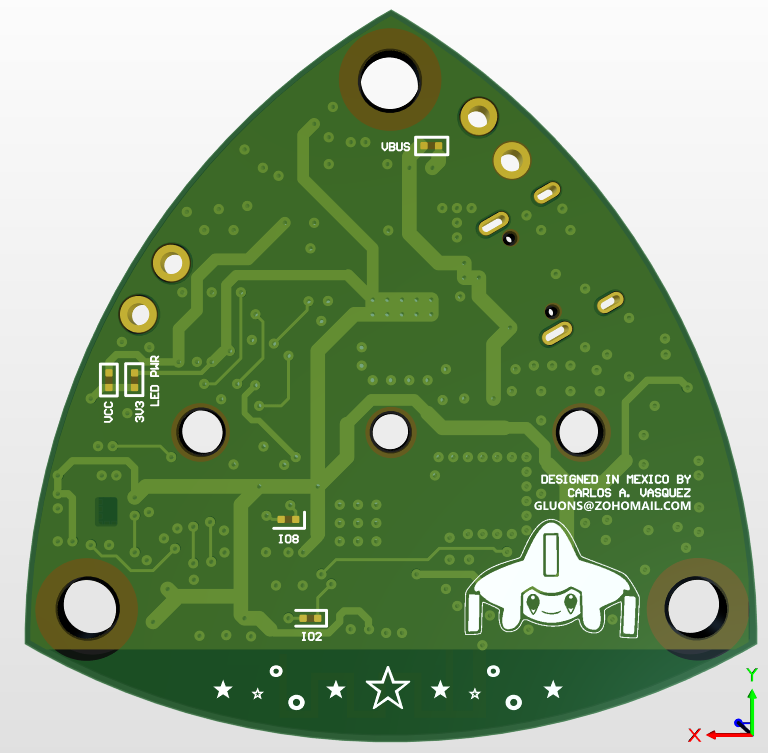 VBUS
LED PWR
VCC
3V3
DESIGNED IN MEXICO BY
CARLOS A. VASQUEZ
GLUONS@ZOHOMAIL.COM
IO8
IO2
Y
X